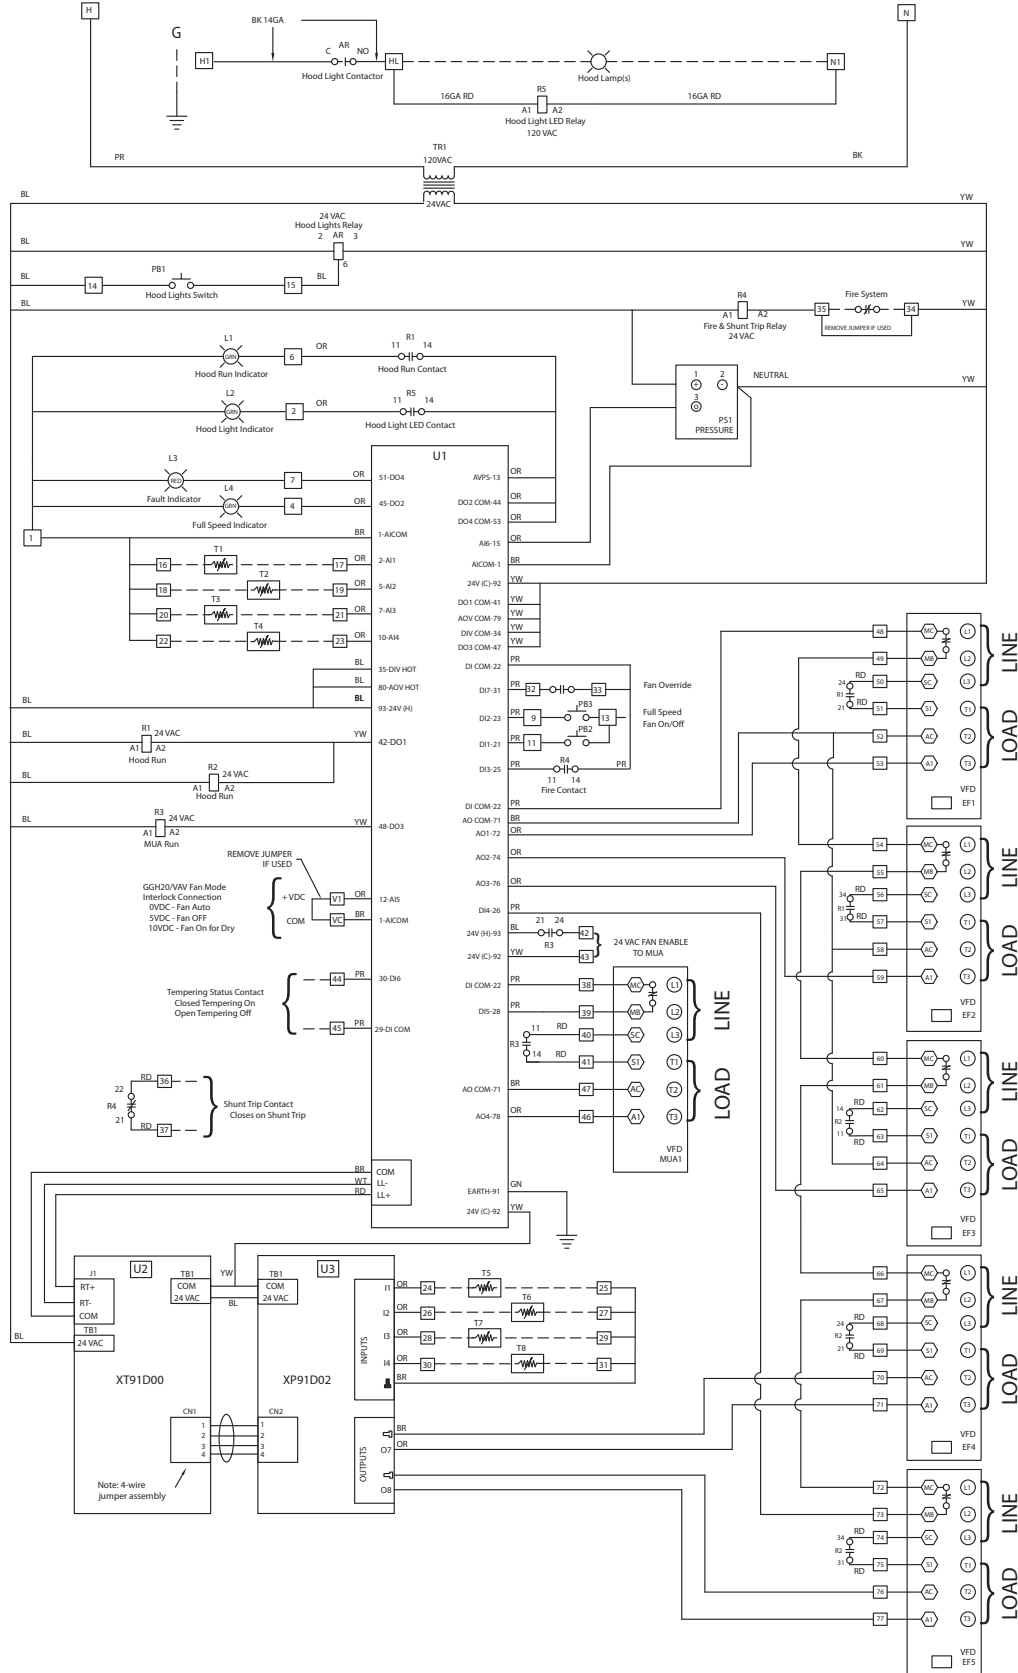 H
N
BK 14GA
G
AR
C NO
H1
HL
N1
Hood Light Contactor
Hood Lamp(s)
16GA RD
R5
16GA RD
A1 A2
Hood Light LED Relay
120 VAC
TR1
120VAC
PR
BK
24VAC
BL
YW
24 VAC
Hood Lights Relay
2 AR 3
BL
YW
6
BL
PB1
BL
14
15
Hood Lights Switch
BL
R4
A1 A2
Fire & Shunt Trip Relay
24 VAC
Fire System
35
34
YW
REMOVE JUMPER IF USED
L1
GRN
6
OR
R1
11 14
Hood Run Indicator
Hood Run Contact
1 2
+ -
3
O
PS1
PRESSURE
NEUTRAL
YW
L2
GRN
2
OR
R5
11 14
Hood Light Indicator
Hood Light LED Contact
U1
L3
RED
7
OR
51-DO4
AVPS-13
OR
Fault Indicator
L4
GRN
4
OR
45-DO2
DO2 COM-44
OR
Full Speed Indicator
DO4 COM-53
OR
1
BR
1-AICOM
AI6-15
OR
AICOM-1
BR
T1
16
17
OR
2-AI1
24V (C)-92
YW
T2
18
19
OR
5-AI2
DO1 COM-41
YW
T3
20
21
OR
7-AI3
AOV COM-79
YW
DIV COM-34
YW
T4
22
23
OR
10-AI4
DO3 COM-47
YW
BL
35-DIV HOT
DI COM-22
PR
BL
80-AOV HOT
DI7-31
PR
32
33
Fan Override
BL
BL
93-24V (H)
DI2-23
PR
9
PB3
13
Full Speed
Fan On/Off
BL
R1
24 VAC
A1 A2
Hood Run
YW
42-DO1
DI1-21
PR
11
PB2
BL
R2
24 VAC
A1 A2
Hood Run
DI3-25
PR
R4
11 14
Fire Contact
PR
BL
R3
24 VAC
A1 A2
MUA Run
YW
48-DO3
DI COM-22
PR
AO COM-71
BR
AO1-72
OR
AO2-74
OR
AO3-76
OR
DI4-26
PR
REMOVE JUMPER
IF USED
GGH20/VAV Fan Mode
Interlock Connection
0VDC - Fan Auto
5VDC - Fan OFF
10VDC - Fan On for Dry
+VDC
V1
OR
12-AI5
COM
VC
BR
1-AICOM
24V (H)-93
BL
21 24
R3
42
24V (C)-92
YW
43
24 VAC FAN ENABLE
TO MUA
Tempering Status Contact
Closed Tempering On
Open Tempering Off
44
PR
30-DI6
45
PR
29-DI COM
DI COM-22
PR
38
MC
L1
DI5-28
PR
39
MB
L2
11
RD
40
SC
L3
R3
14
RD
41
S1
T1
AO COM-71
BR
47
AC
T2
AO4-78
OR
46
A1
T3
LINE
LOAD
VFD
MUA1
22
RD
36
R4
21
RD
37
Shunt Trip Contact
Closes on Shunt Trip
BR
COM
WT
LL-
RD
LL+
EARTH-91
GN
24V (C)-92
YW
48
MC
L1
49
MB
L2
24
RD
50
SC
L3
R1
21
RD
51
S1
T1
52
AC
T2
53
A1
T3
LINE
LOAD
VFD
EF1
54
MC
L1
55
MB
L2
34
RD
56
SC
L3
R1
31
RD
57
S1
T1
58
AC
T2
59
A1
T3
LINE
LOAD
VFD
EF2
60
MC
L1
61
MB
L2
14
RD
62
SC
L3
R2
11
RD
63
S1
T1
64
AC
T2
65
A1
T3
LINE
LOAD
VFD
EF3
66
MC
L1
67
MB
L2
24
RD
68
SC
L3
R2
21
RD
69
S1
T1
70
AC
T2
71
A1
T3
LINE
LOAD
VFD
EF4
72
MC
L1
73
MB
L2
34
RD
74
SC
L3
R2
31
RD
75
S1
T1
76
AC
T2
77
A1
T3
LINE
LOAD
VFD
EF5
U2
J1
RT+
RT-
COM
TB1
24 VAC
BL
TB1
COM
24 VAC
YW
BL
XT91D00
CN1
1
2
3
4
Note: 4-wire
jumper assembly
U3
TB1
COM
24 VAC
XP91D02
CN2
1
2
3
4
INPUTS
I1
OR
24
T5
25
I2
OR
26
T6
27
I3
OR
28
T7
29
I4
OR
30
T8
31
BR
OUTPUTS
BR
O7
OR
O8